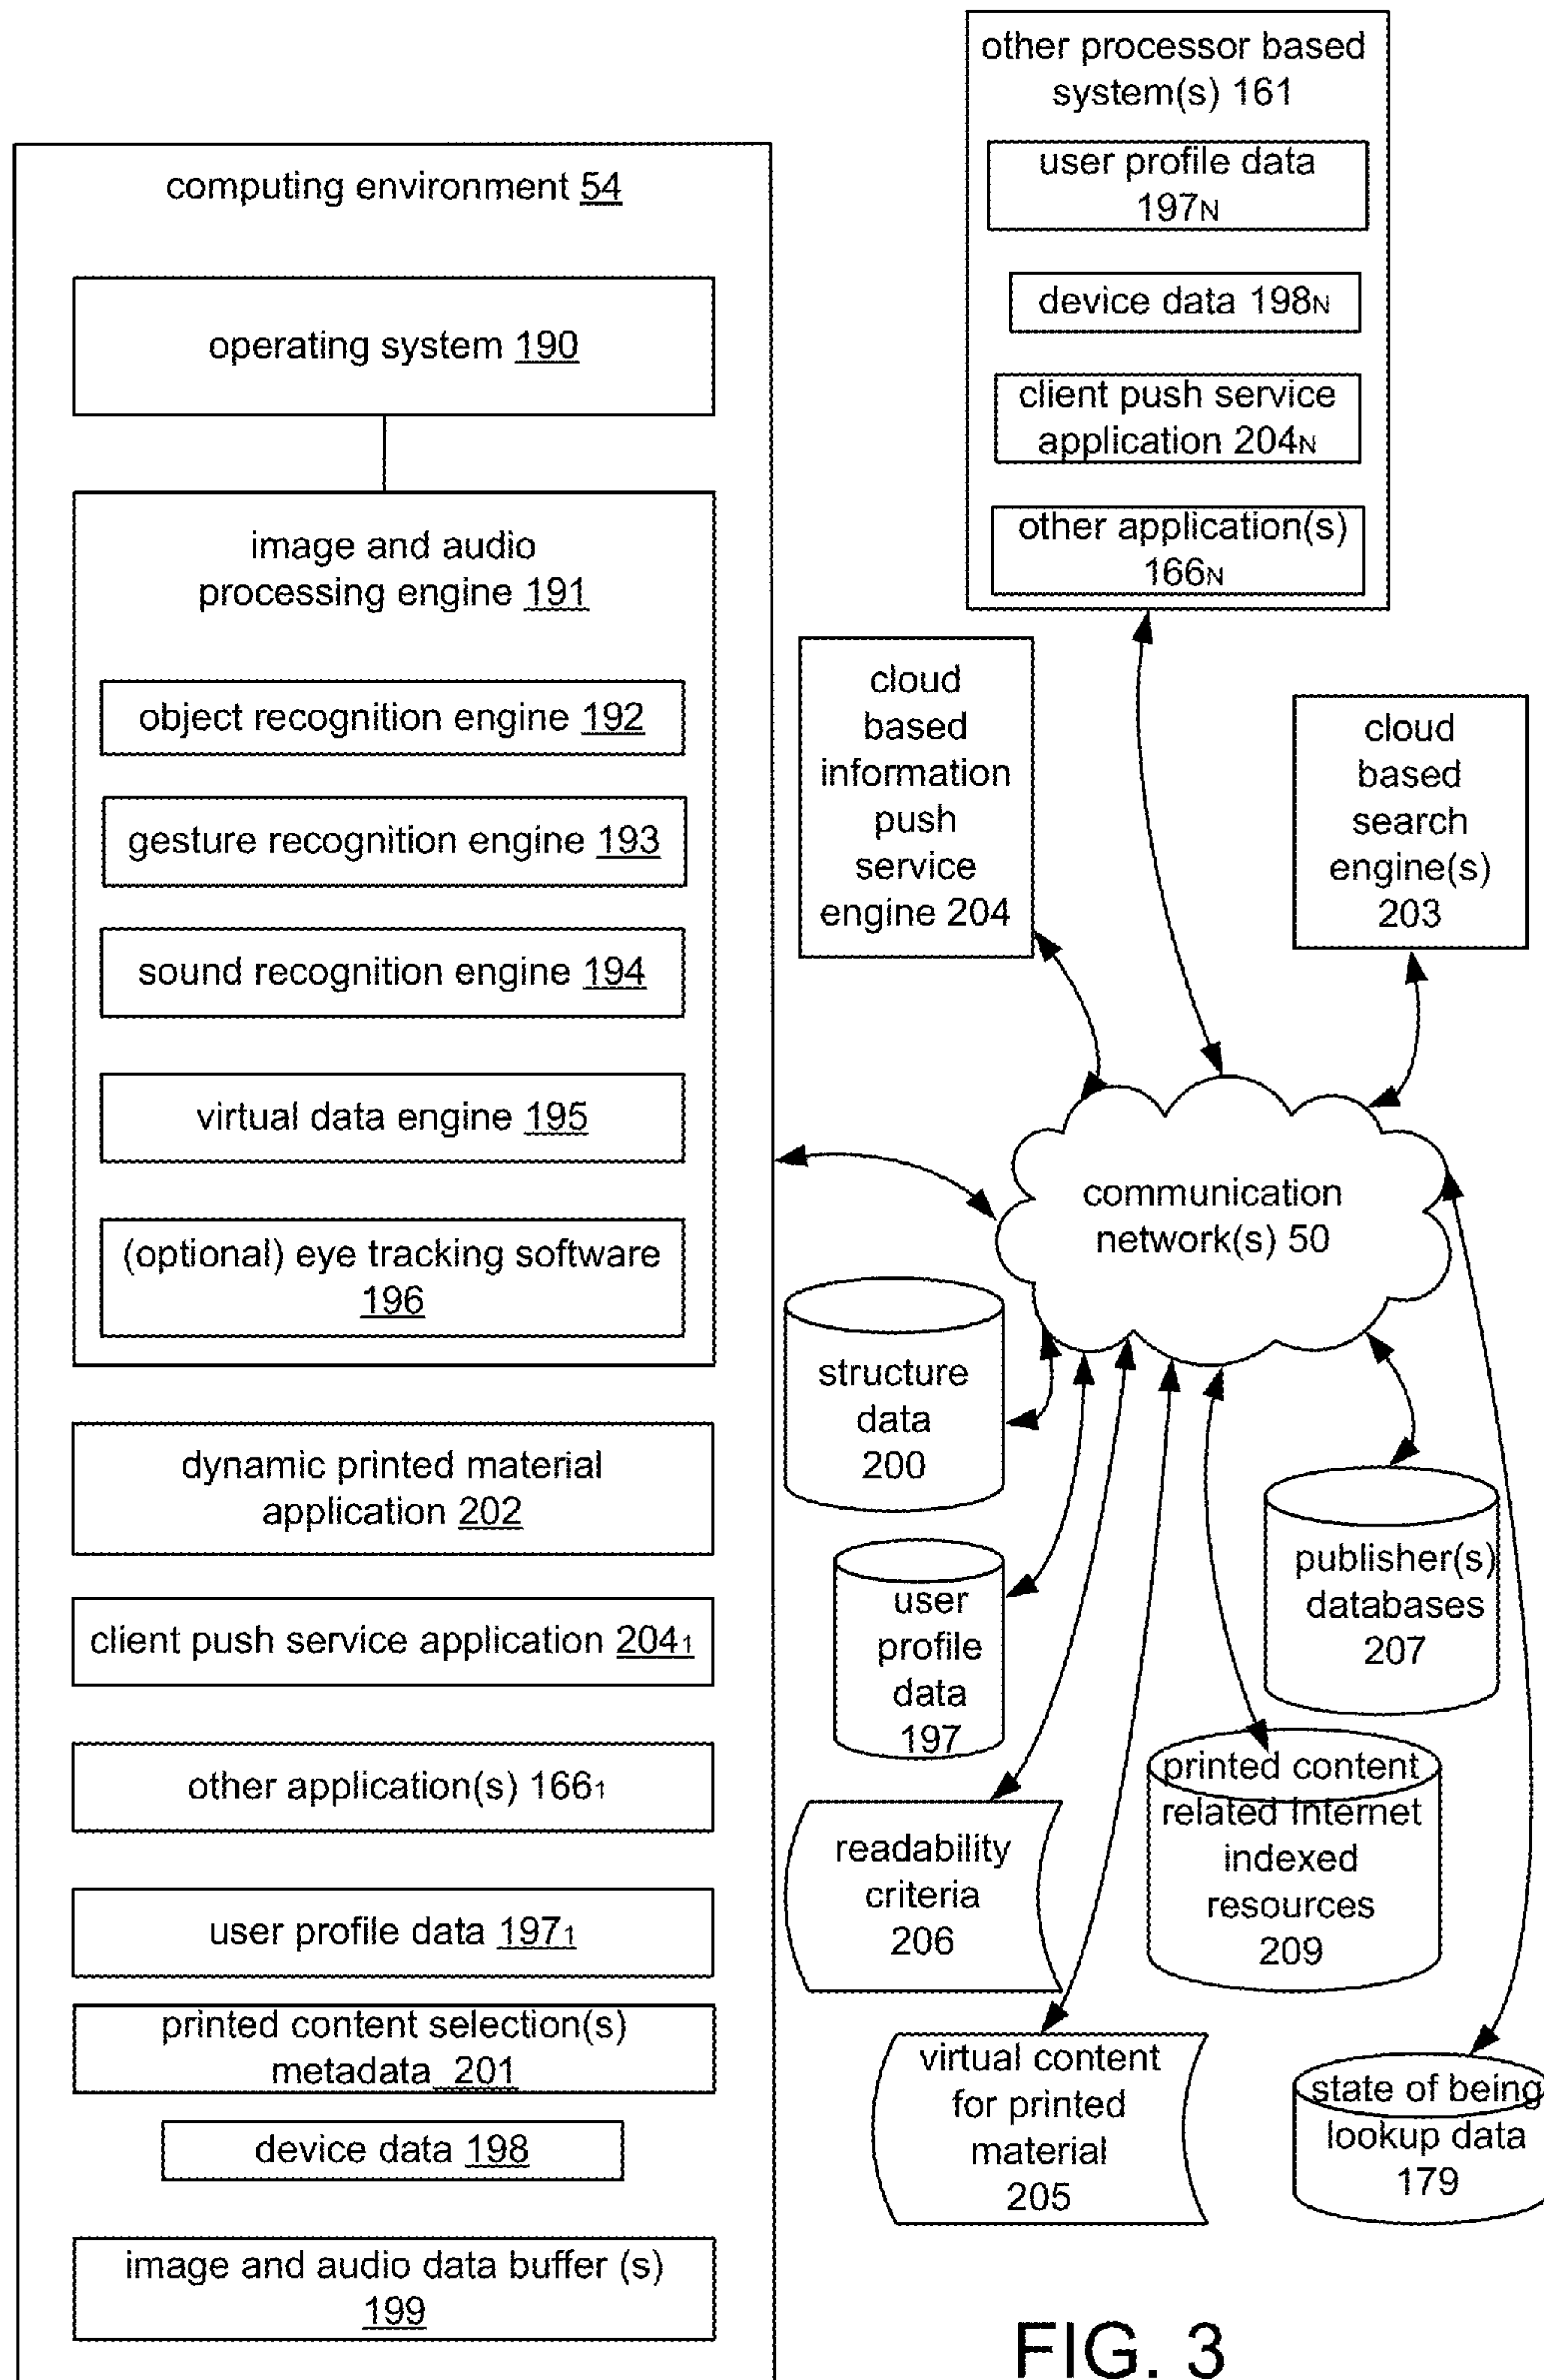 computing environment 54
operating system 190
image and audio
processing engine 191
object recognition engine 192
gesture recognition engine 193
sound recognition engine 194
virtual data engine 195
(optional) eye tracking software
196
dynamic printed material
application 202
client push service application 204₁
other application(s) 166₁
user profile data 197₁
printed content selection(s)
metadata 201
device data 198
image and audio data buffer (s)
199
other processor based
system(s) 161
user profile data
197N
device data 198N
client push service
application 204N
other application(s)
166N
cloud
based
information
push
service
engine 204
cloud
based
search
engine(s)
203
communication
network(s) 50
structure
data
200
user
profile
data
197
publisher(s)
databases
207
readability
criteria
206
printed content
related Internet
indexed
resources
209
virtual content
for printed
material
205
state of being
lookup data
179
FIG. 3